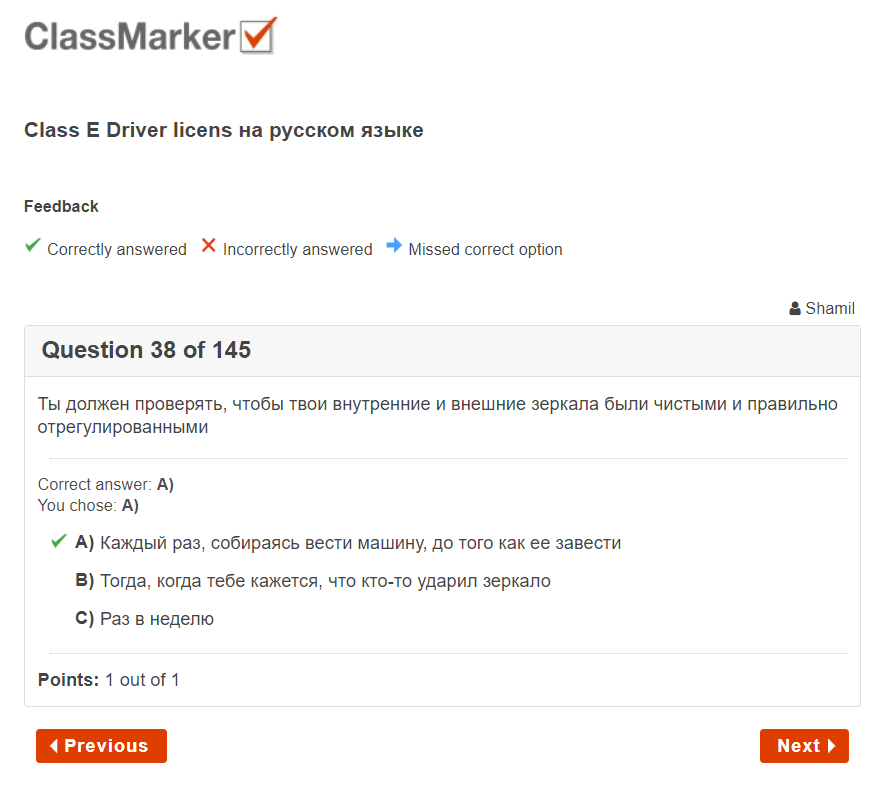 ClassMarker
Class E Driver licens на русском языке
Feedback
Correctly answered Incorrectly answered Missed correct option
Shamil
Question 38 of 145
Ты должен проверять, чтобы твои внутренние и внешние зеркала были чистыми и правильно
отрегулированными
Correct answer: A)
You chose: A)
A) Каждый раз, собираясь вести машину, до того как ее завести
B) Тогда, когда тебе кажется, что кто-то ударил зеркало
C) Раз в неделю
Points: 1 out of 1
Previous Next